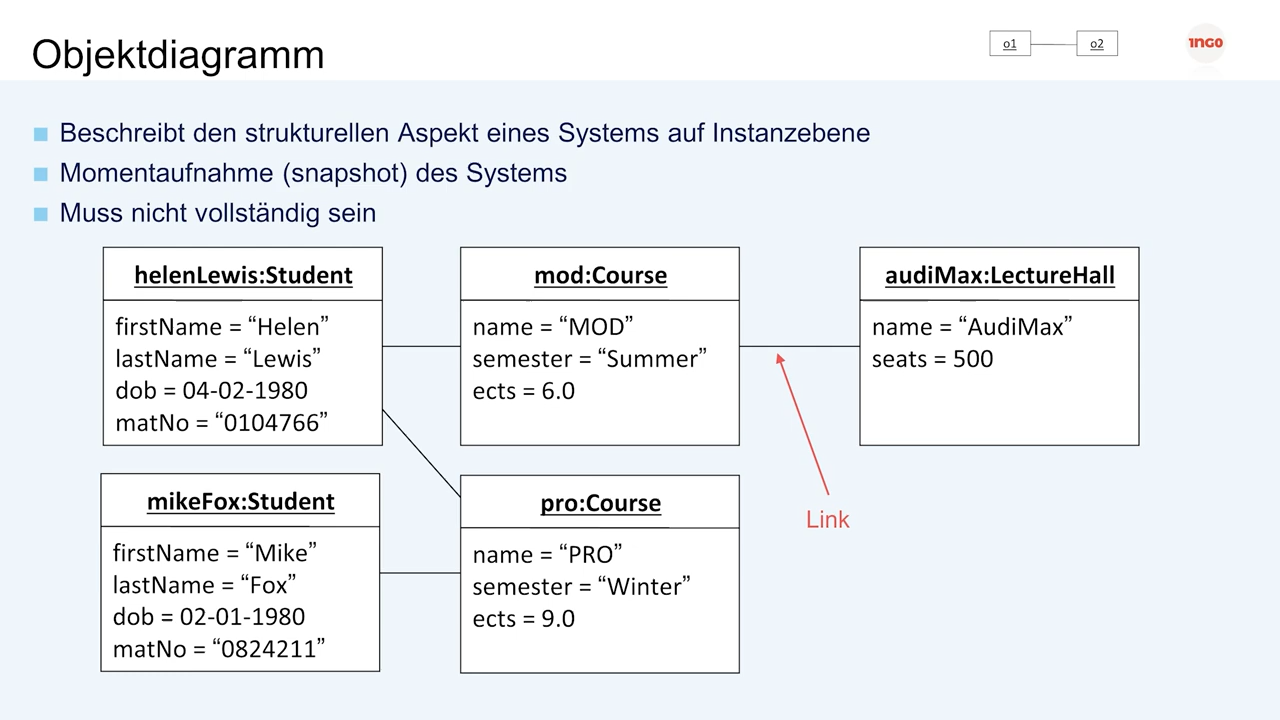 Objektdiagramm
o1
o2
1NG0
Beschreibt den strukturellen Aspekt eines Systems auf Instanzebene
Momentaufnahme (snapshot) des Systems
Muss nicht vollständig sein
helenLewis:Student
firstName = “Helen”
lastName = “Lewis”
dob = 04-02-1980
matNo = “0104766”
mod:Course
name = “MOD”
semester = “Summer”
ects = 6.0
audiMax:LectureHall
name = “AudiMax”
seats = 500
Link
mikeFox:Student
firstName = “Mike”
lastName = “Fox”
dob = 02-01-1980
matNo = “0824211”
pro:Course
name = “PRO”
semester = “Winter”
ects = 9.0